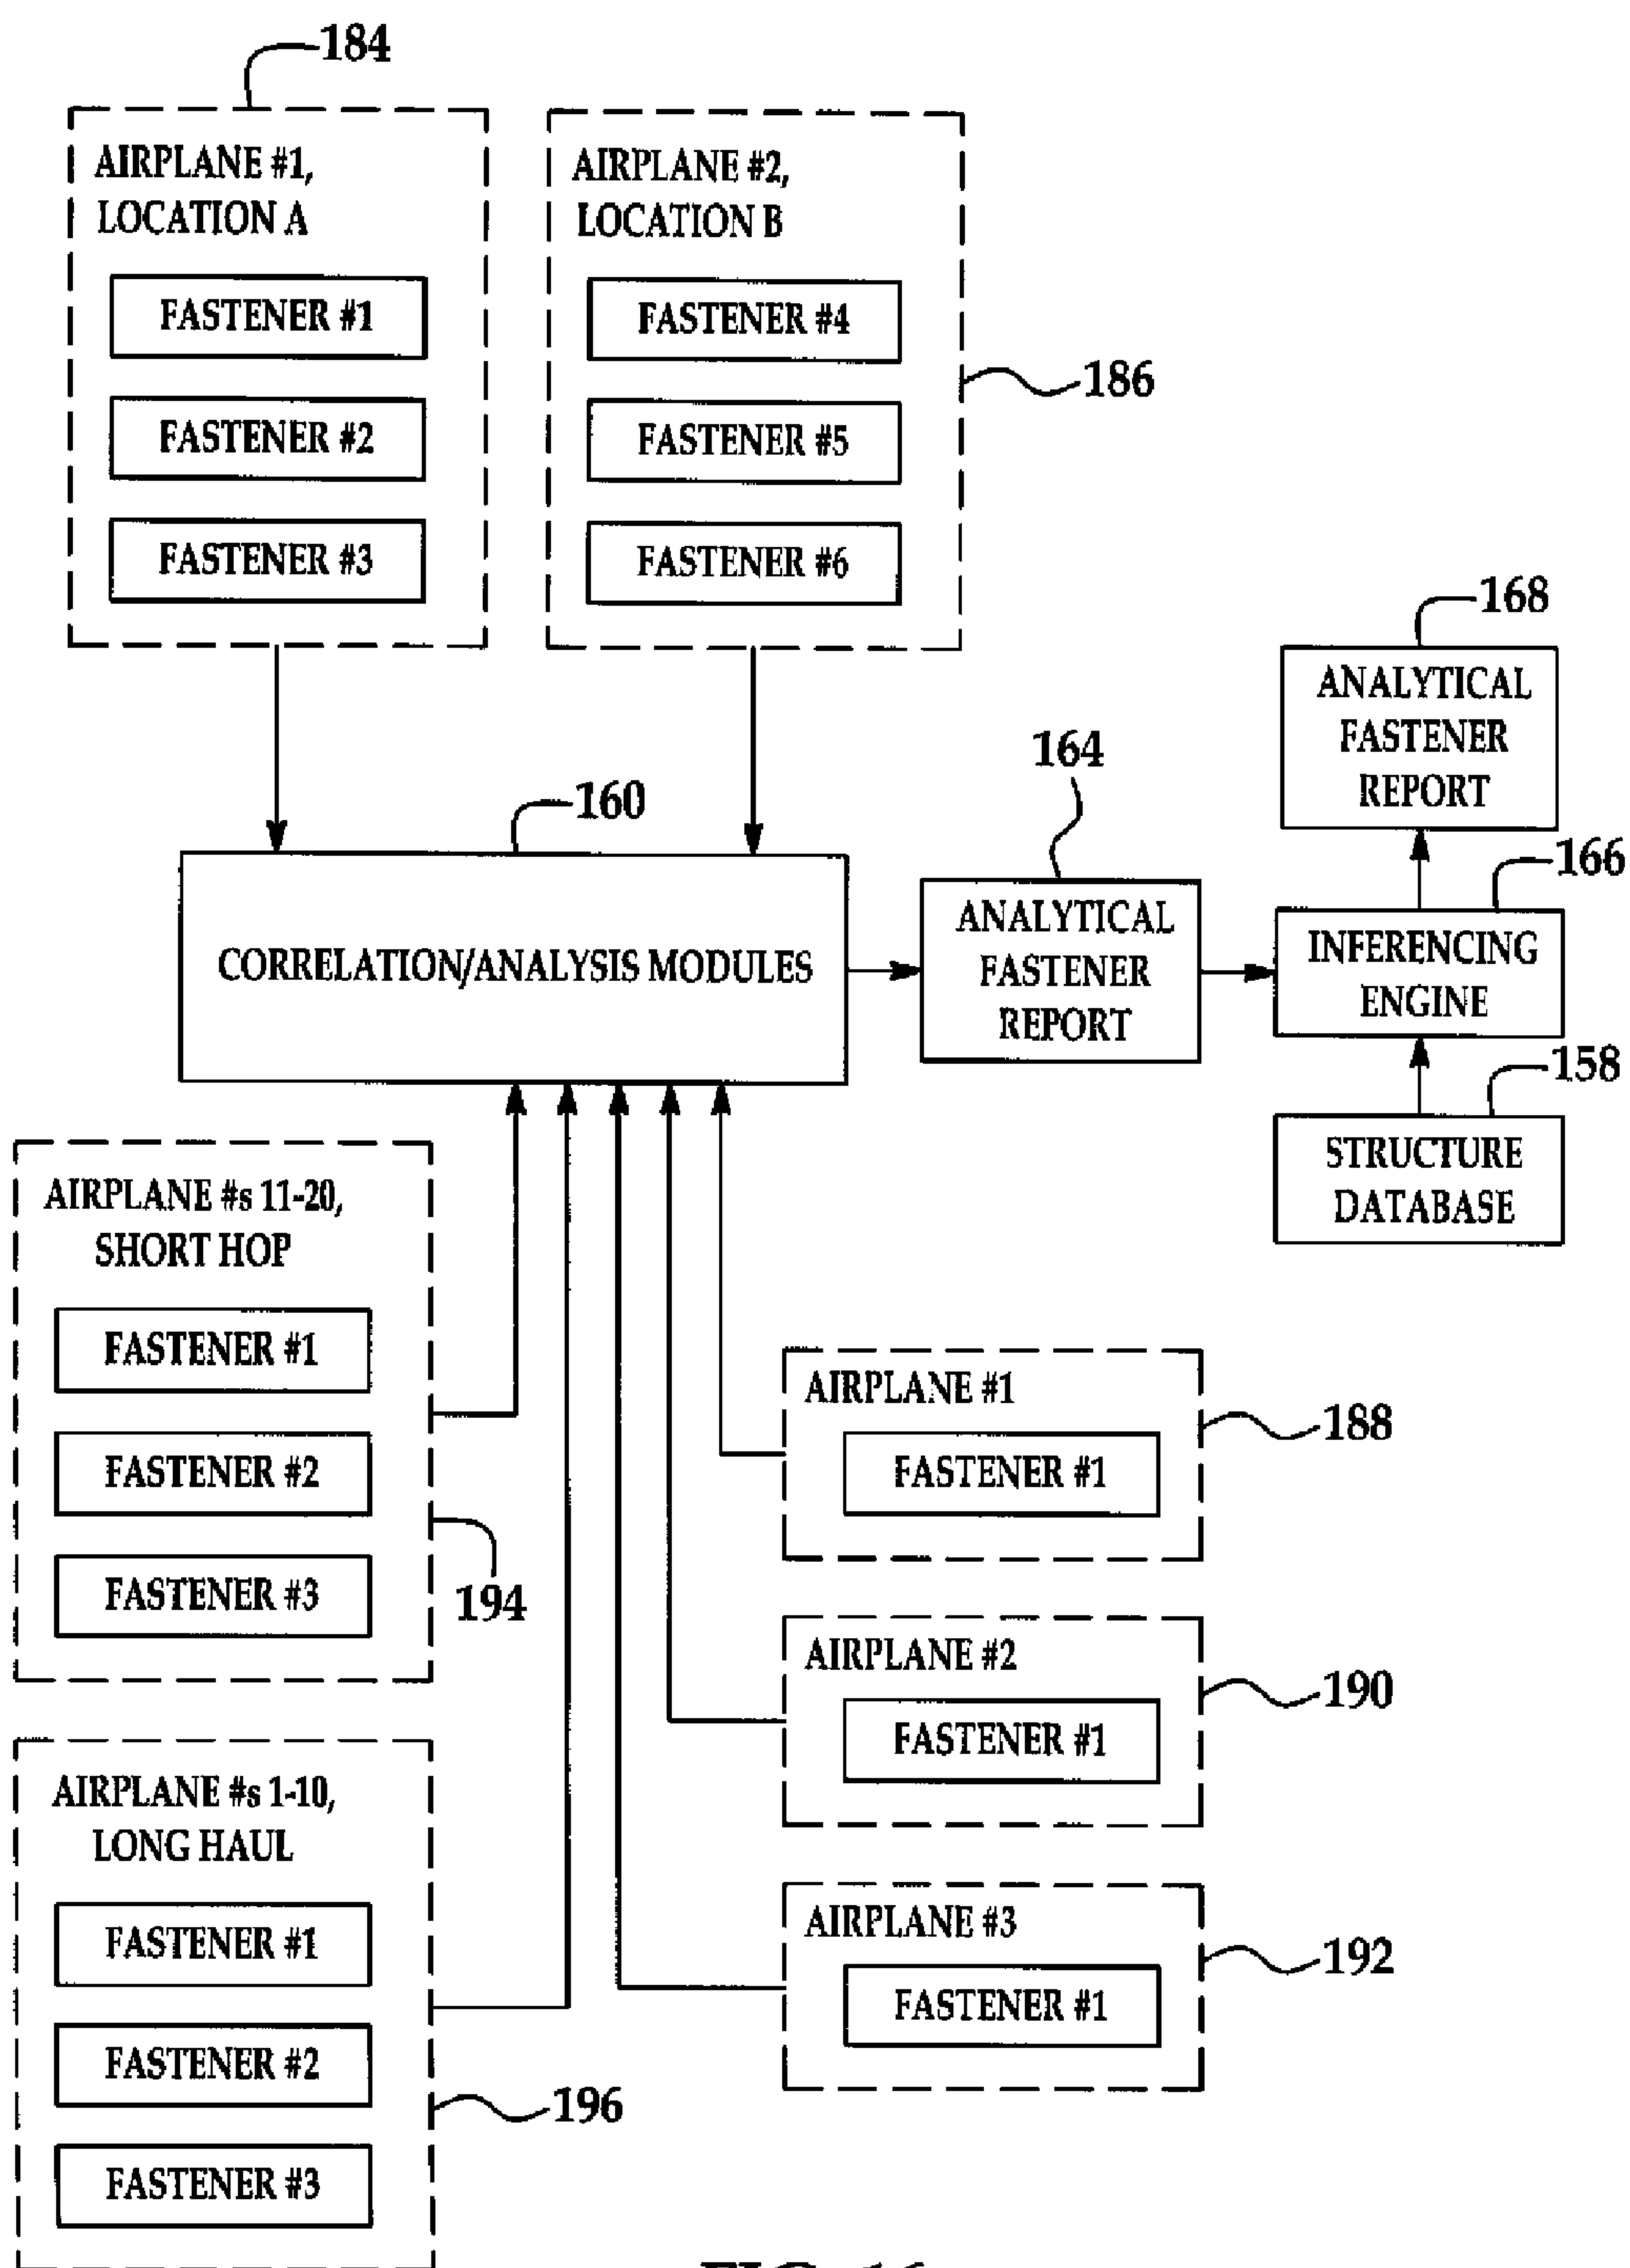 184
AIRPLANE #1,
LOCATION A
FASTENER #1
FASTENER #2
FASTENER #3
AIRPLANE #2,
LOCATION B
FASTENER #4
FASTENER #5
FASTENER #6
186
160
CORRELATION/ANALYSIS MODULES
164
ANALYTICAL
FASTENER
REPORT
168
ANALYTICAL
FASTENER
REPORT
166
INFERENCING
ENGINE
158
STRUCTURE
DATABASE
AIRPLANE #s 11-20,
SHORT HOP
FASTENER #1
FASTENER #2
FASTENER #3
194
AIRPLANE #s 1-10,
LONG HAUL
FASTENER #1
FASTENER #2
FASTENER #3
196
AIRPLANE #1
FASTENER #1
188
AIRPLANE #2
FASTENER #1
190
AIRPLANE #3
FASTENER #1
192